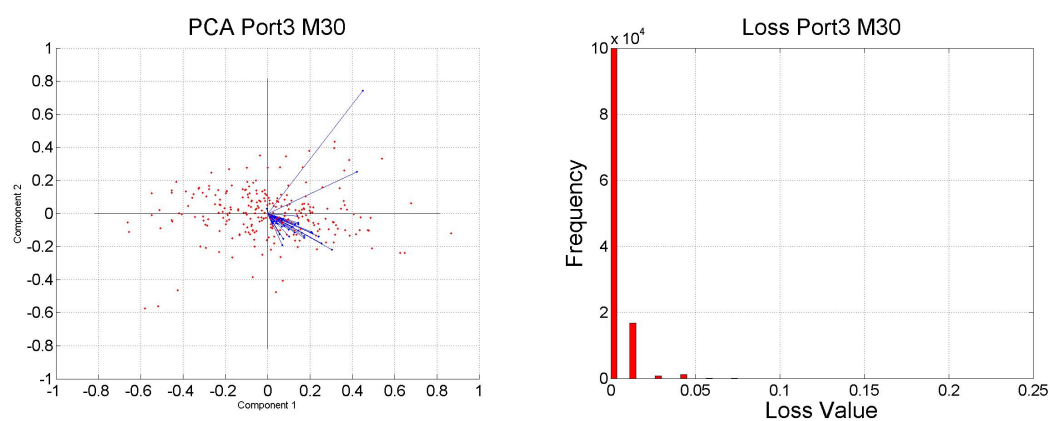 PCA Port3 M30
1
0.8
0.6
0.4
0.2
0
-0.2
-0.4
-0.6
-0.8
-1
Component 2
-1 -0.8 -0.6 -0.4 -0.2 0 0.2 0.4 0.6 0.8 1
Component 1
Loss Port3 M30
x 10⁴
10
8
6
4
2
0
Frequency
0 0.05 0.1 0.15 0.2 0.25
Loss Value